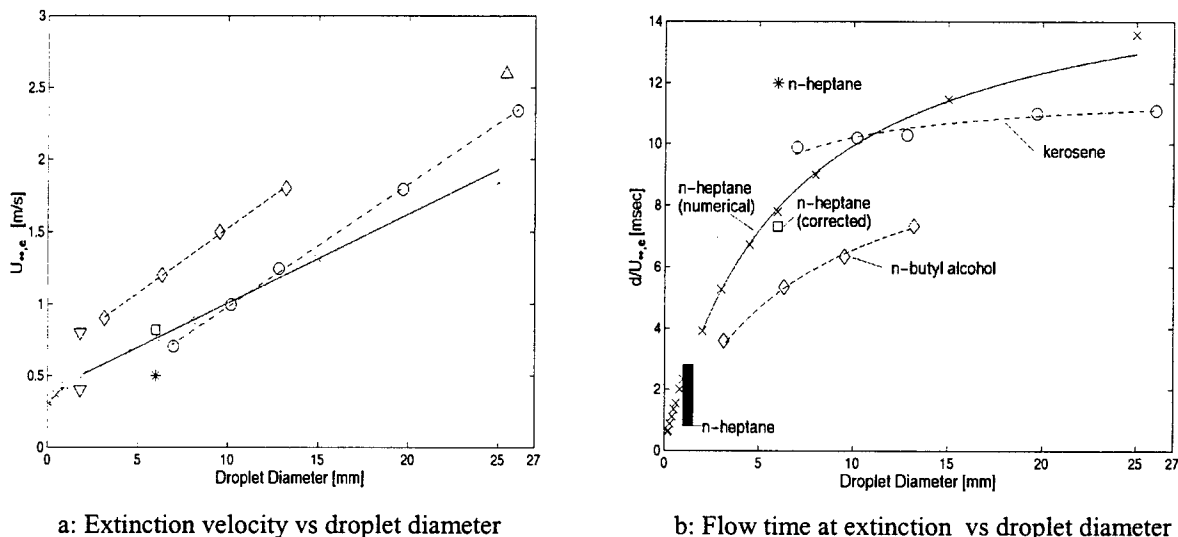 3
2.5
2
1.5
1
0.5
0
U∞,e [m/s]
0 5 10 15 20 25 27
Droplet Diameter [mm]
a: Extinction velocity vs droplet diameter
14
12
10
8
6
4
2
0
d/U∞,e [msec]
n-heptane
kerosene
n-heptane
(numerical)
n-heptane
(corrected)
n-butyl alcohol
n-heptane
0 5 10 15 20 25 27
Droplet Diameter [mm]
b: Flow time at extinction vs droplet diameter